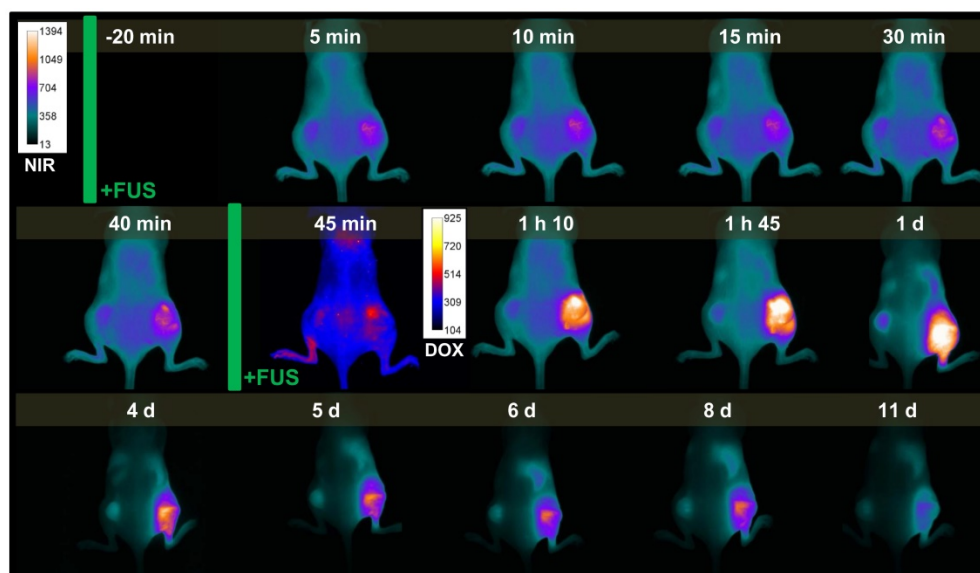 1394
1049
704
358
13
NIR
-20 min
5 min
10 min
15 min
30 min
+FUS
40 min
45 min
925
720
514
309
104
DOX
1 h 10
1 h 45
1 d
+FUS
4 d
5 d
6 d
8 d
11 d